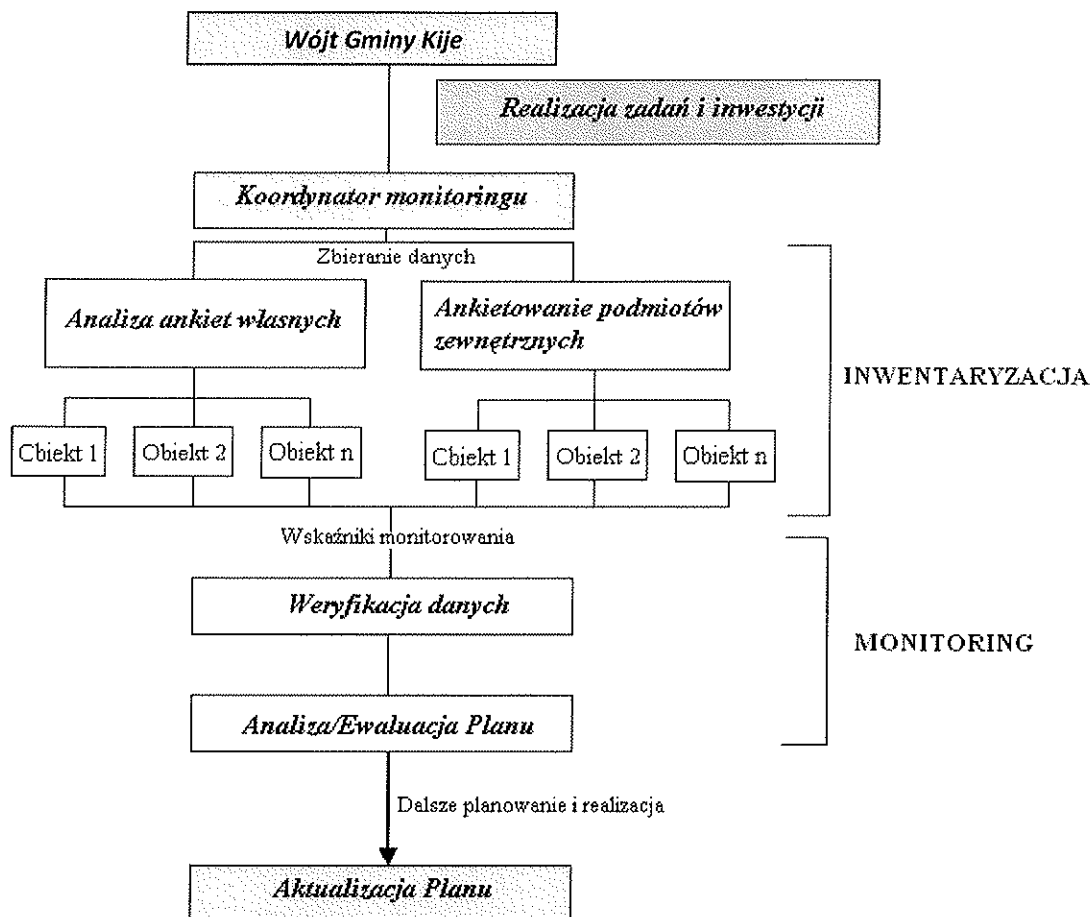 Wójt Gminy Kije
Realizacja zadań i inwestycji
Koordynator monitoringu
Zbieranie danych
Analiza ankiet własnych
Ankietowanie podmiotów
zewnętrznych
INWENTARYZACJA
Cbiekt 1
Obiekt 2
Obiekt n
Cbiekt 1
Obiekt 2
Obiekt n
Wskaźniki monitorowania
Weryfikacja danych
MONITORING
Analiza/Ewaluacja Planu
Dalsze planowanie i realizacja
Aktualizacja Planu